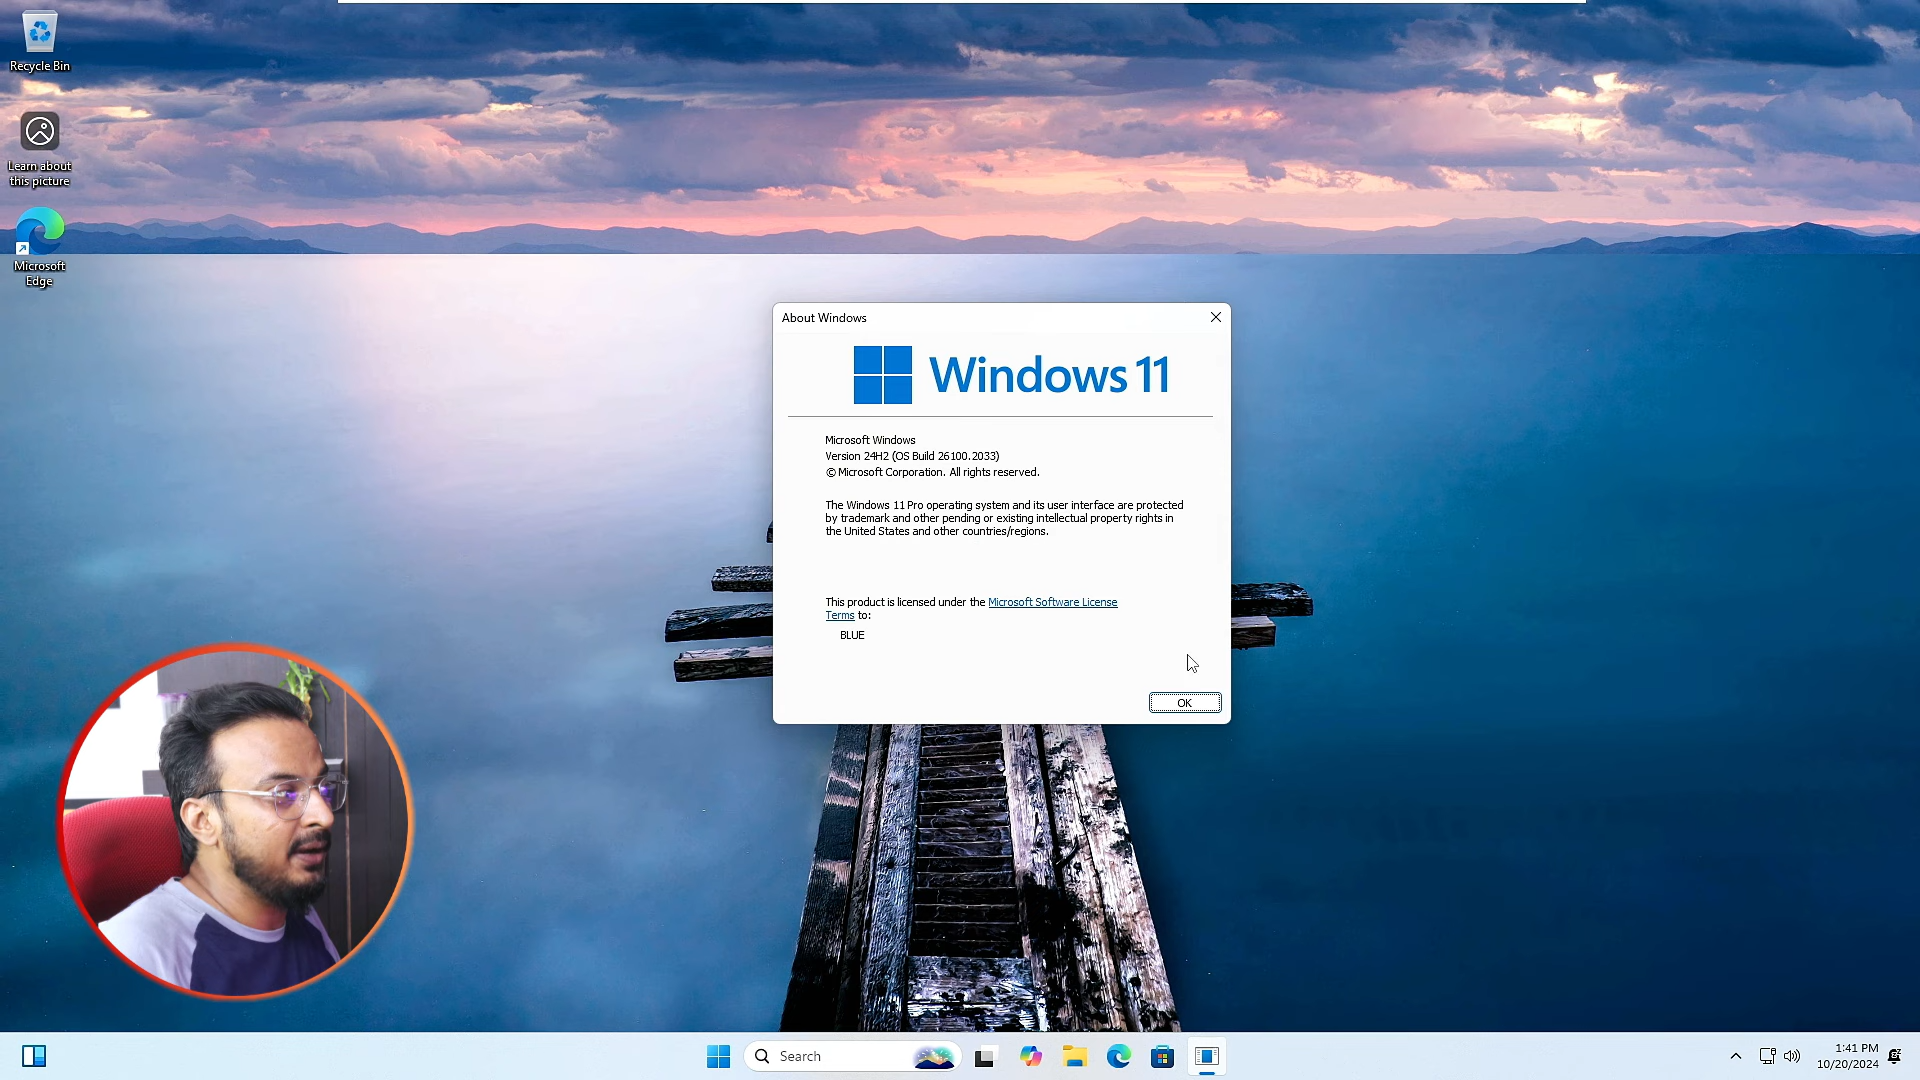 Recycle Bin
Learn about
this picture
Microsoft
Edge
About Windows
Windows 11
Microsoft Windows
Version 24H2 (OS Build 26100.2033)
© Microsoft Corporation. All rights reserved.
The Windows 11 Pro operating system and its user interface are protected
by trademark and other pending or existing intellectual property rights in
the United States and other countries/regions.
This product is licensed under the Microsoft Software License
Terms to:
BLUE
OK
Search
1:41 PM
10/20/2024